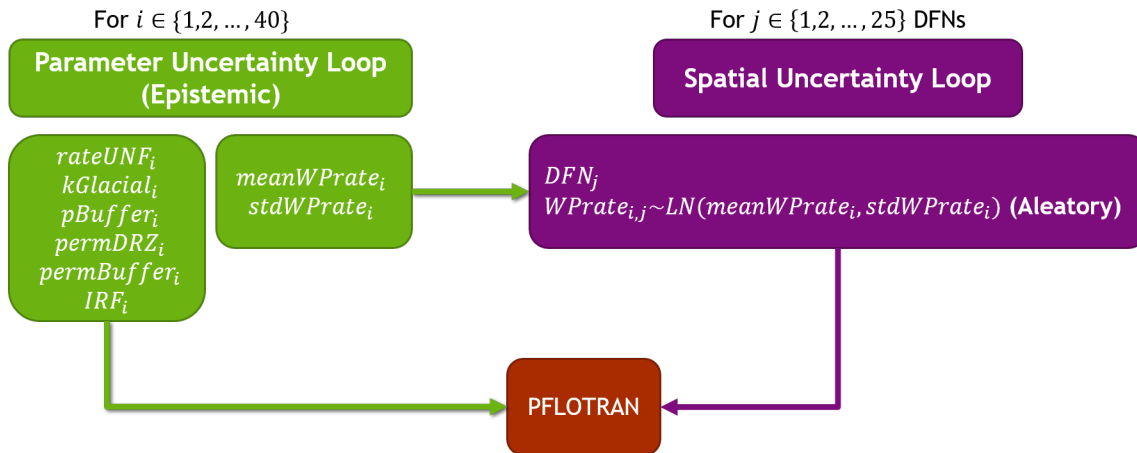 For i ∈ {1,2, … , 40}
Parameter Uncertainty Loop
(Epistemic)
rateUNF_i
kGlacial_i
pBuffer_i
permDRZ_i
permBuffer_i
IRF_i
meanWPrate_i
stdWPrate_i
For j ∈ {1,2, … , 25} DFNs
Spatial Uncertainty Loop
DFN_j
WPrate_{i,j}~LN(meanWPrate_i, stdWPrate_i) (Aleatory)
PFLOTRAN